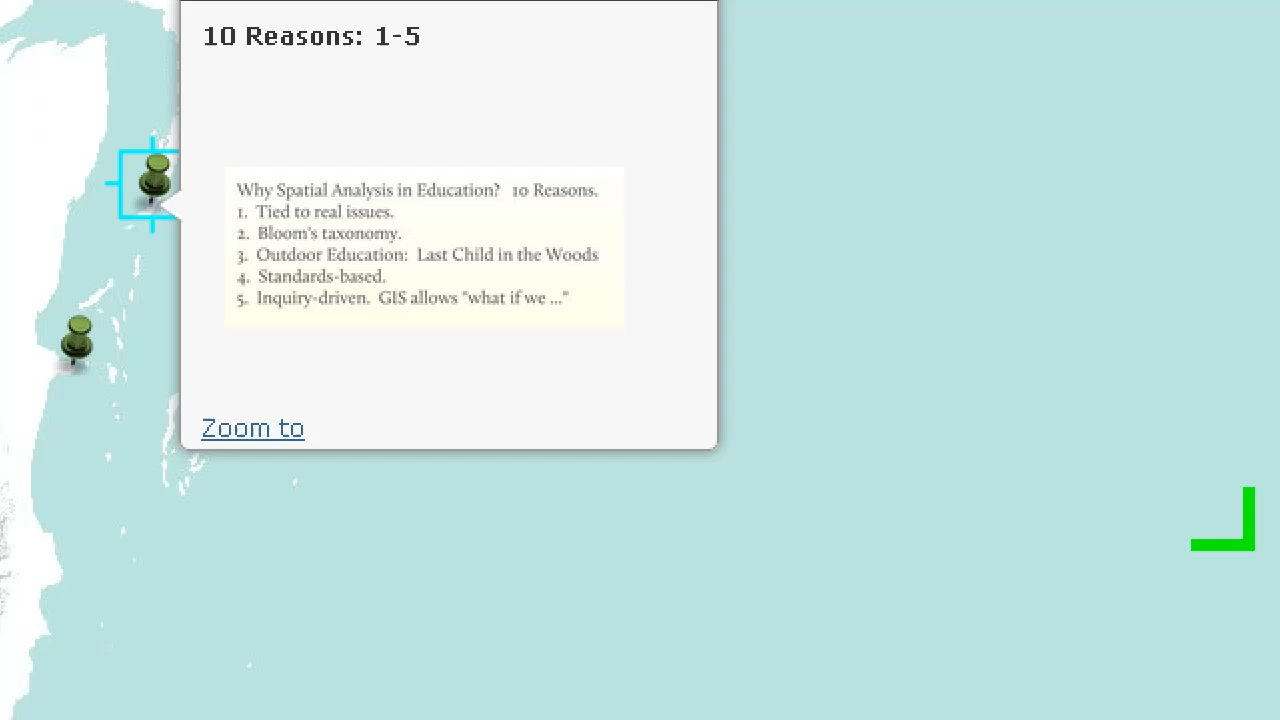 10 Reasons: 1-5
Why Spatial Analysis in Education? 10 Reasons.
1. Tied to real issues.
2. Bloom's taxonomy.
3. Outdoor Education: Last Child in the Woods
4. Standards-based.
5. Inquiry-driven. GIS allows "what if we ..."
Zoom to